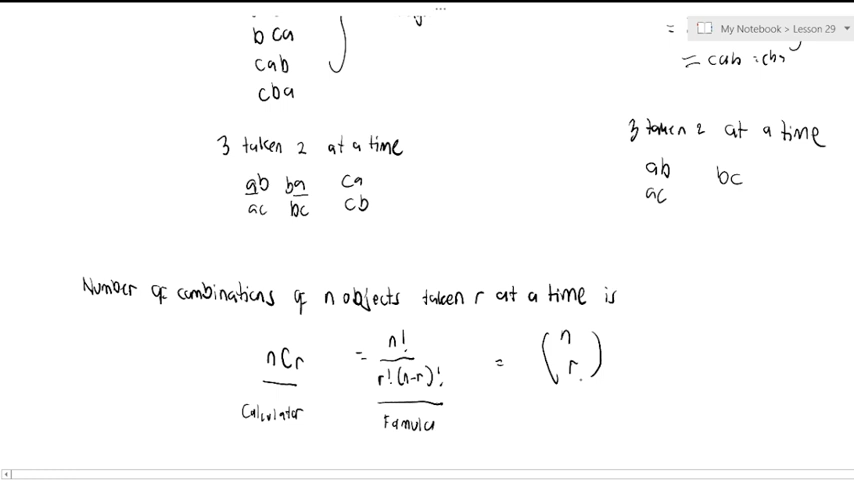 My Notebook > Lesson 29
b ca
cab
cba
3 taken 2 at a time
ab ba ca
ac bc cb
3 taken 2 at a time
ab bc
ac
Number of combinations of n objects taken r at a time is
nCr = n! / r!(n-r)! = (n r)
Calculator
Formula